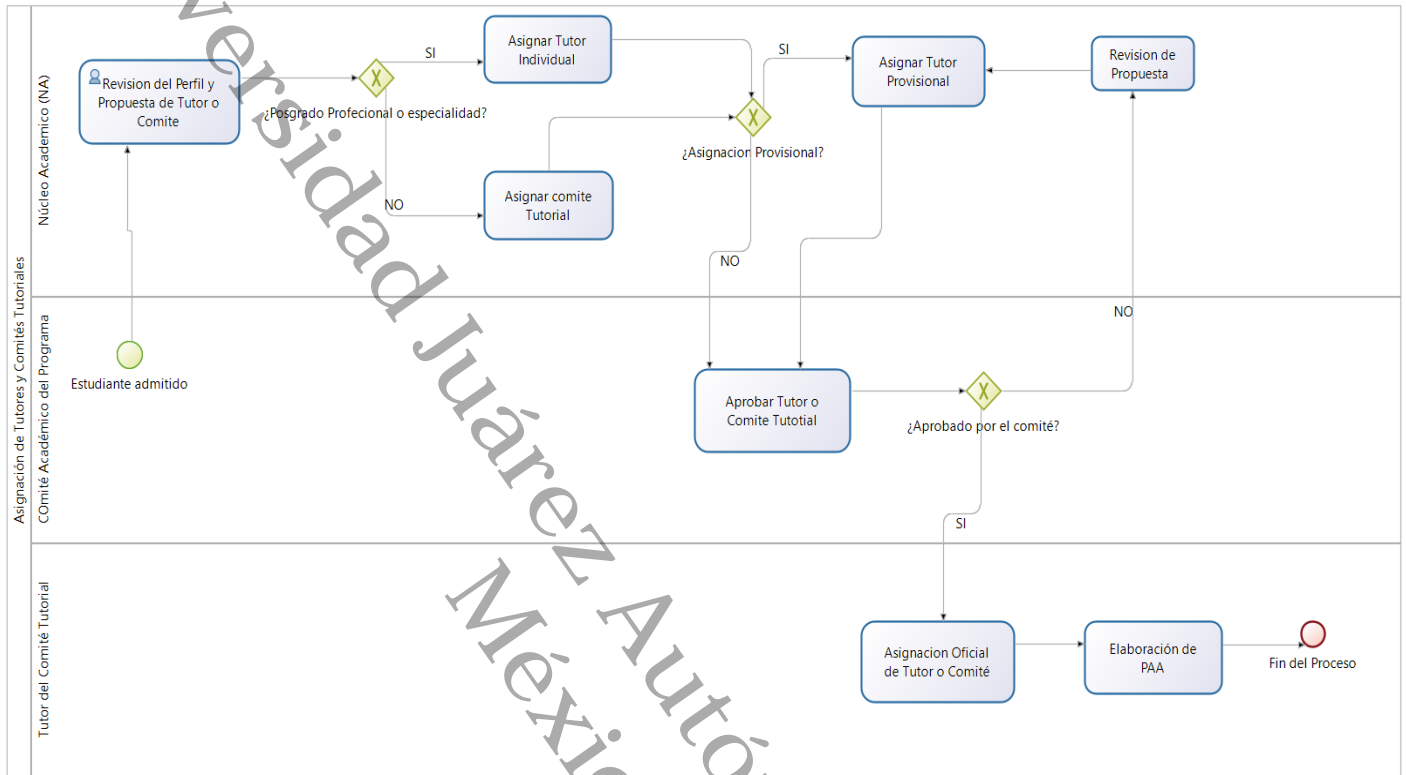 Asignación de Tutores y Comités Tutoriales
Núcleo Academico (NA)
Revision del Perfil y
Propuesta de Tutor o
Comite
¿Posgrado Profecional o especialidad?
SI
NO
Asignar Tutor
Individual
Asignar comite
Tutorial
¿Asignacion Provisional?
SI
NO
Asignar Tutor
Provisional
Revision de
Propuesta
COmité Académico del Programa
Estudiante admitido
Aprobar Tutor o
Comite Tutotial
¿Aprobado por el comité?
NO
SI
Tutor del Comité Tutorial
Asignacion Oficial
de Tutor o Comité
Elaboración de
PAA
Fin del Proceso
versidad Juárez Autó
Méxi